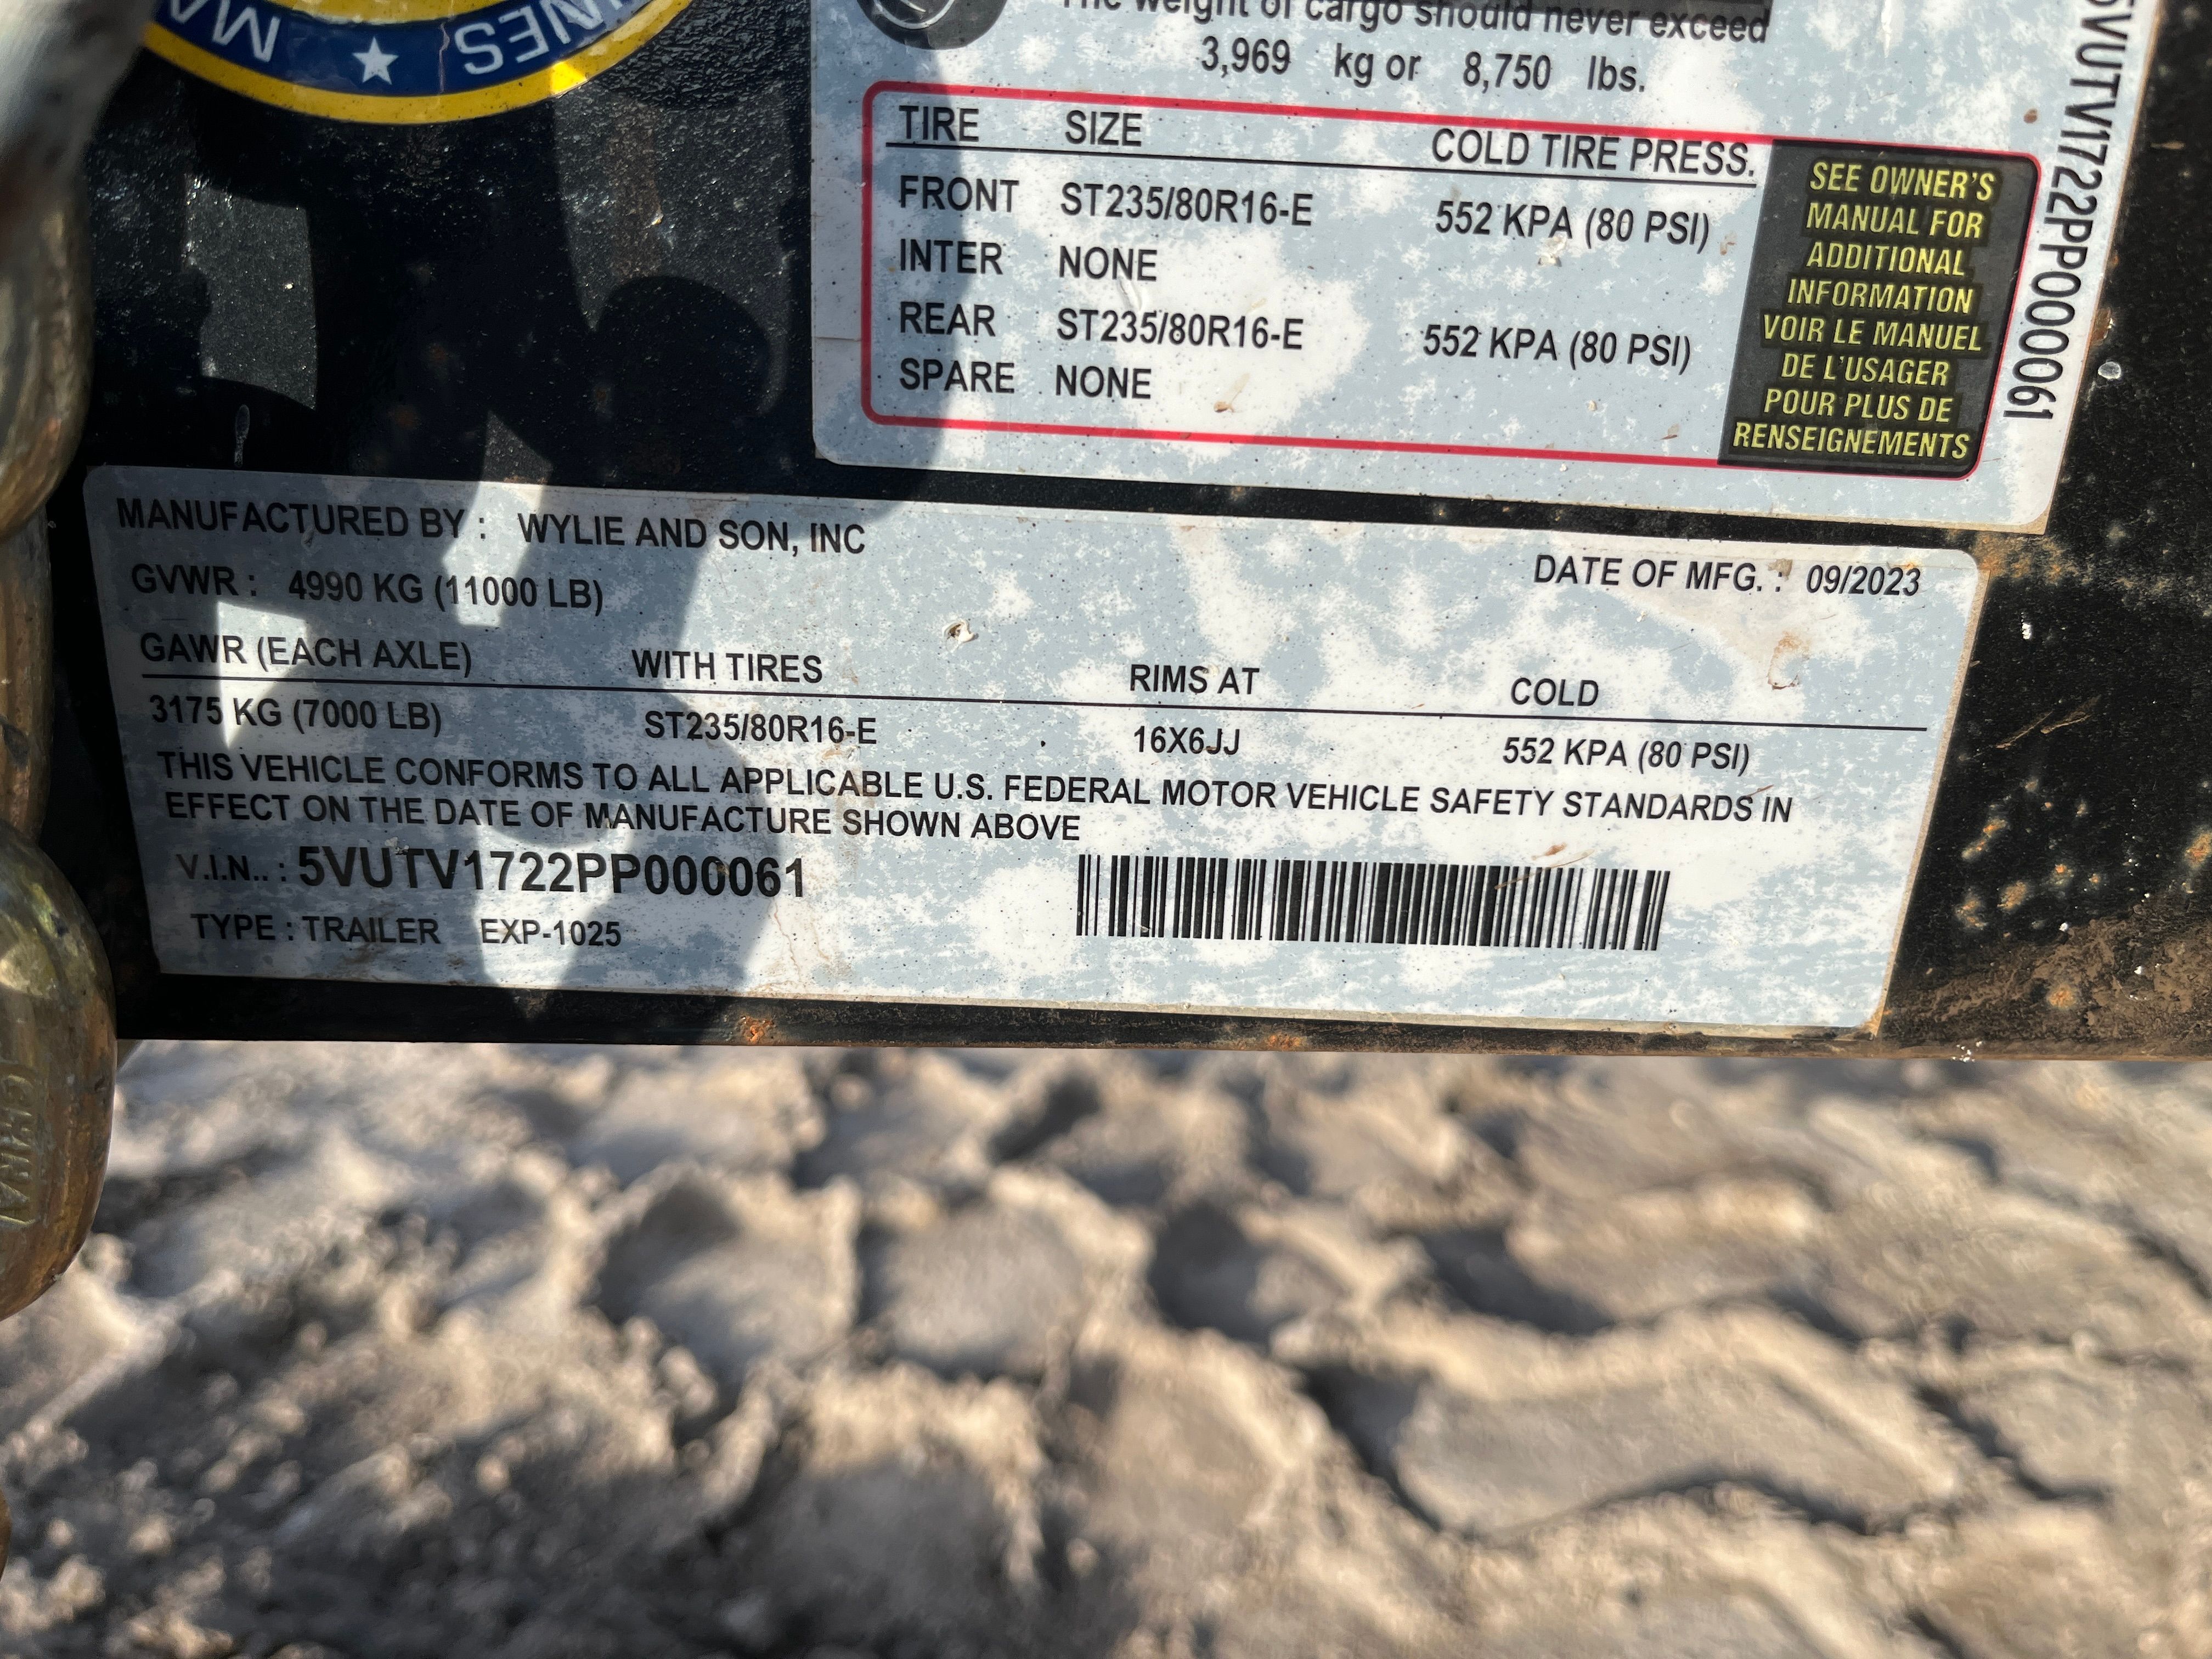 The weight of cargo should never exceed
3,969 kg or 8,750 lbs.
TIRE SIZE COLD TIRE PRESS.
FRONT ST235/80R16-E 552 KPA (80 PSI)
INTER NONE
REAR ST235/80R16-E 552 KPA (80 PSI)
SPARE NONE
SEE OWNER'S
MANUAL FOR
ADDITIONAL
INFORMATION
VOIR LE MANUEL
DE L'USAGER
POUR PLUS DE
RENSEIGNEMENTS
5VUTV1722PP000061
MANUFACTURED BY : WYLIE AND SON, INC
DATE OF MFG. : 09/2023
GVWR : 4990 KG (11000 LB)
GAWR (EACH AXLE) WITH TIRES RIMS AT COLD
3175 KG (7000 LB) ST235/80R16-E 16X6JJ 552 KPA (80 PSI)
THIS VEHICLE CONFORMS TO ALL APPLICABLE U.S. FEDERAL MOTOR VEHICLE SAFETY STANDARDS IN
EFFECT ON THE DATE OF MANUFACTURE SHOWN ABOVE
V.I.N.. : 5VUTV1722PP000061
TYPE : TRAILER EXP-1025
CHINA